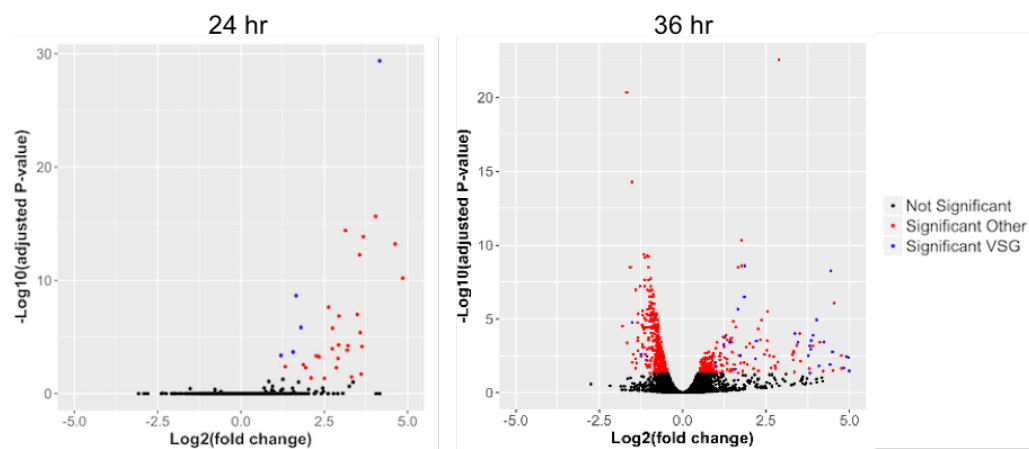 24 hr
36 hr
30
20
10
0
-Log10(adjusted P-value)
-5.0
-2.5
0.0
2.5
5.0
Log2(fold change)
20
15
10
5
0
-Log10(adjusted P-value)
-5.0
-2.5
0.0
2.5
5.0
Log2(fold change)
Not Significant
Significant Other
Significant VSG